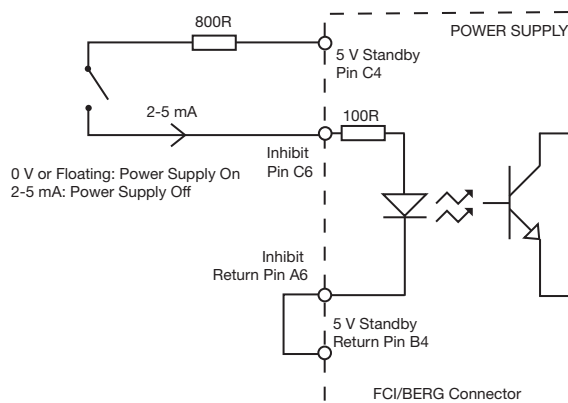 800R
POWER SUPPLY
5 V Standby
Pin C4
2-5 mA
100R
Inhibit
Pin C6
0 V or Floating: Power Supply On
2-5 mA: Power Supply Off
Inhibit
Return Pin A6
5 V Standby
Return Pin B4
FCI/BERG Connector